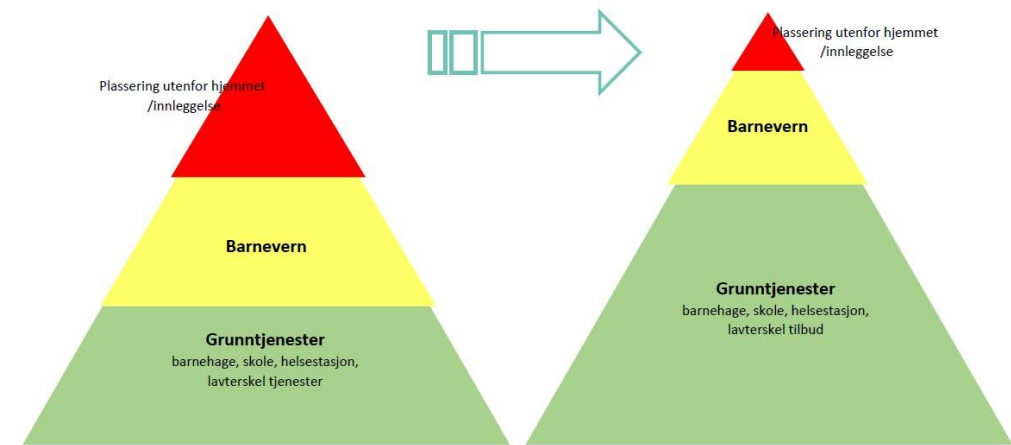 Plassering utenfor hjemmet
/innleggelse
Barnevern
Grunntjenester
barnehage, skole, helsestasjon,
lavterskel tjenester
Plassering utenfor hjemmet
/innleggelse
Barnevern
Grunntjenester
barnehage, skole, helsestasjon,
lavterskel tilbud